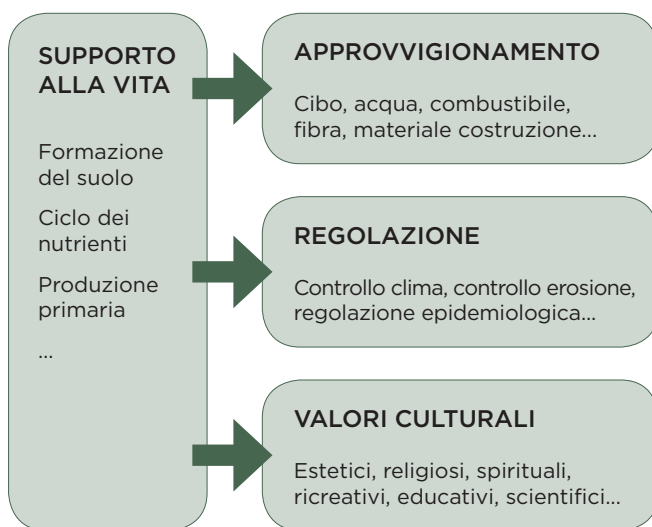 SUPPORTO
ALLA VITA
Formazione
del suolo
Ciclo dei
nutrienti
Produzione
primaria
...
APPROVVIGIONAMENTO
Cibo, acqua, combustibile,
fibra, materiale costruzione...
REGOLAZIONE
Controllo clima, controllo erosione,
regolazione epidemiologica...
VALORI CULTURALI
Estetici, religiosi, spirituali,
ricreativi, educativi, scientifici...